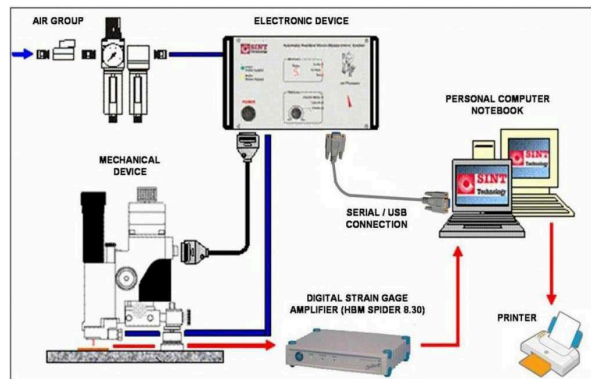 AIR GROUP
ELECTRONIC DEVICE
SINT
Technology
PERSONAL COMPUTER
NOTEBOOK
MECHANICAL
DEVICE
SINT
Technology
SINT
Technology
SERIAL / USB
CONNECTION
DIGITAL STRAIN GAGE
AMPLIFIER (HBM SPIDER 8.30)
PRINTER